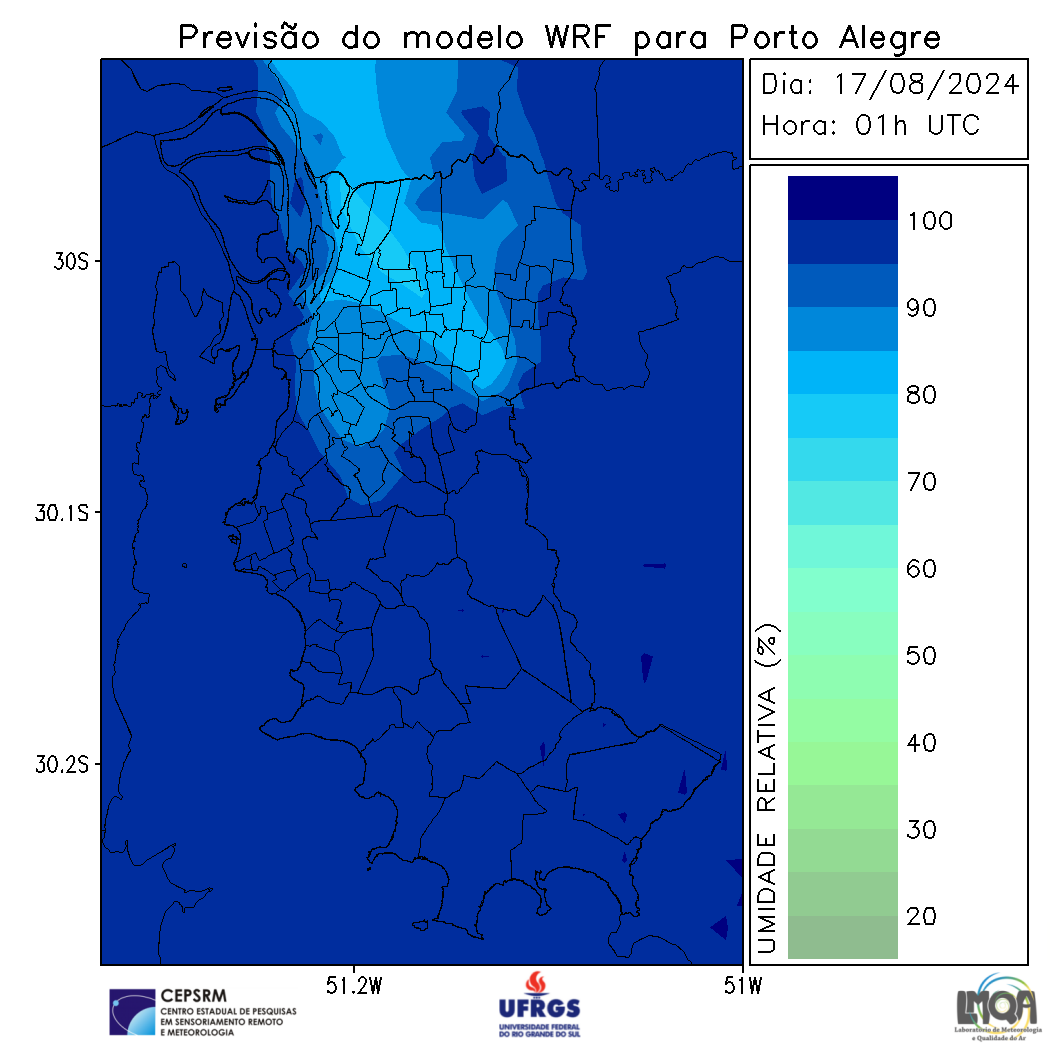 Previsão do modelo WRF para Porto Alegre
Dia: 17/08/2024
Hora: 01h UTC
100
90
80
70
60
50
40
30
20
UMIDADE RELATIVA (%)
30S
30.1S
30.2S
51.2W
51W
CEPSRM
CENTRO ESTADUAL DE PESQUISAS
EM SENSORIAMENTO REMOTO
E METEOROLOGIA
UFRGS
UNIVERSIDADE FEDERAL
DO RIO GRANDE DO SUL
LMQA
Laboratório de Meteorologia
e Qualidade do Ar